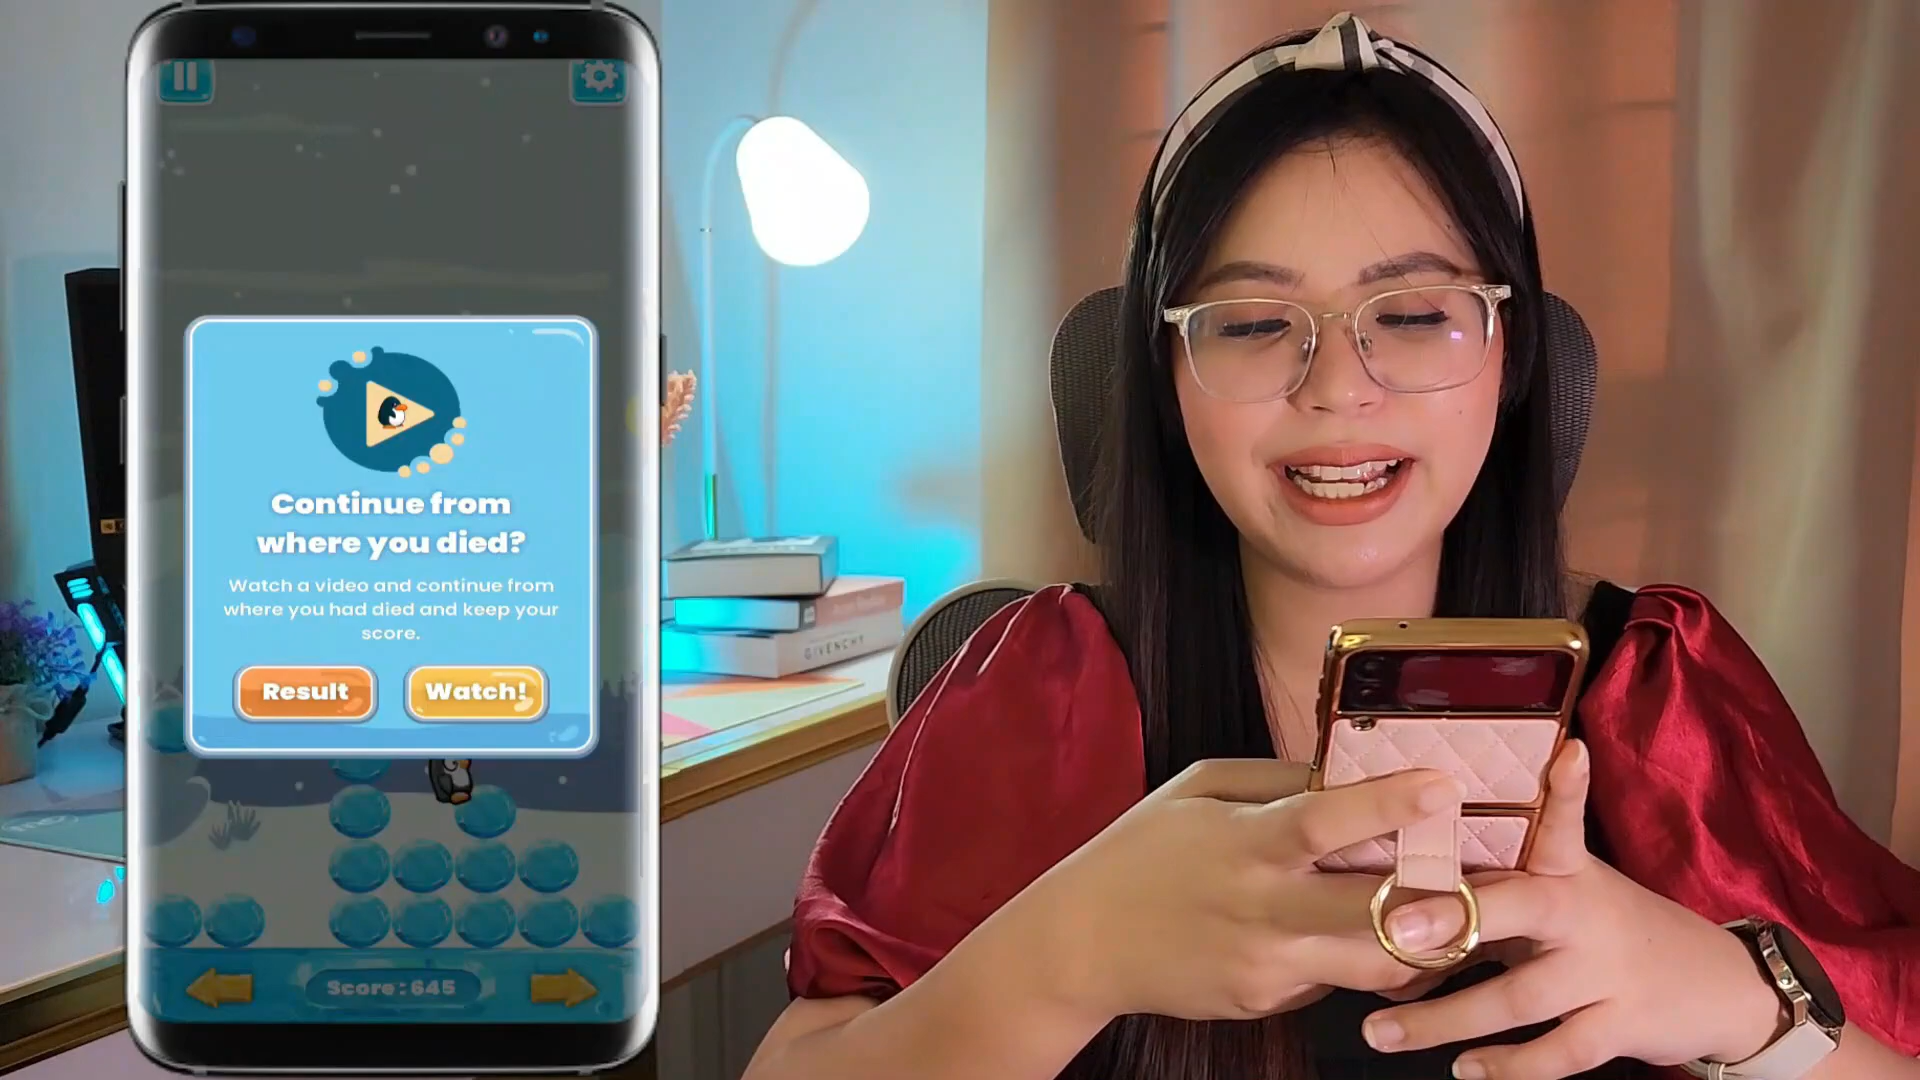 Continue from
where you died?
Watch a video and continue from
where you had died and keep your
score.
Result
Watch!
Score:645
GIVENCHY